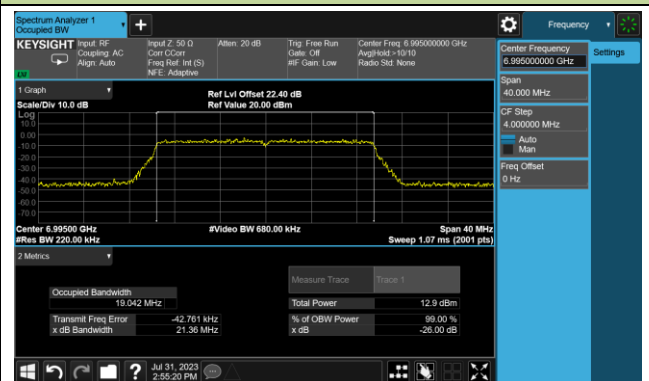 Spectrum Analyzer 1
Occupied BW
Frequency
KEYSIGHT
Input: RF
Coupling: AC
Align: Auto
Input Z: 50 Ω
Corr CCorr
Freq Ref: Int (S)
NFE: Adaptive
Atten: 20 dB
Trig: Free Run
Gate: Off
#IF Gain: Low
Center Freq: 6.995000000 GHz
Avg|Hold:>10/10
Radio Std: None
Center Frequency
6.995000000 GHz
Settings
Span
40.000 MHz
CF Step
4.000000 MHz
Auto
Man
Freq Offset
0 Hz
1 Graph
Scale/Div 10.0 dB
Ref Lvl Offset 22.40 dB
Ref Value 20.00 dBm
Log
10.0
0.00
-10.0
-20.0
-30.0
-40.0
-50.0
-60.0
-70.0
Center 6.99500 GHz
#Video BW 680.00 kHz
Span 40 MHz
#Res BW 220.00 kHz
Sweep 1.07 ms (2001 pts)
2 Metrics
Measure Trace
Trace 1
Occupied Bandwidth
19.042 MHz
Total Power
12.9 dBm
Transmit Freq Error
-42.761 kHz
% of OBW Power
99.00 %
x dB Bandwidth
21.36 MHz
x dB
-26.00 dB
Jul 31, 2023
2:55:20 PM